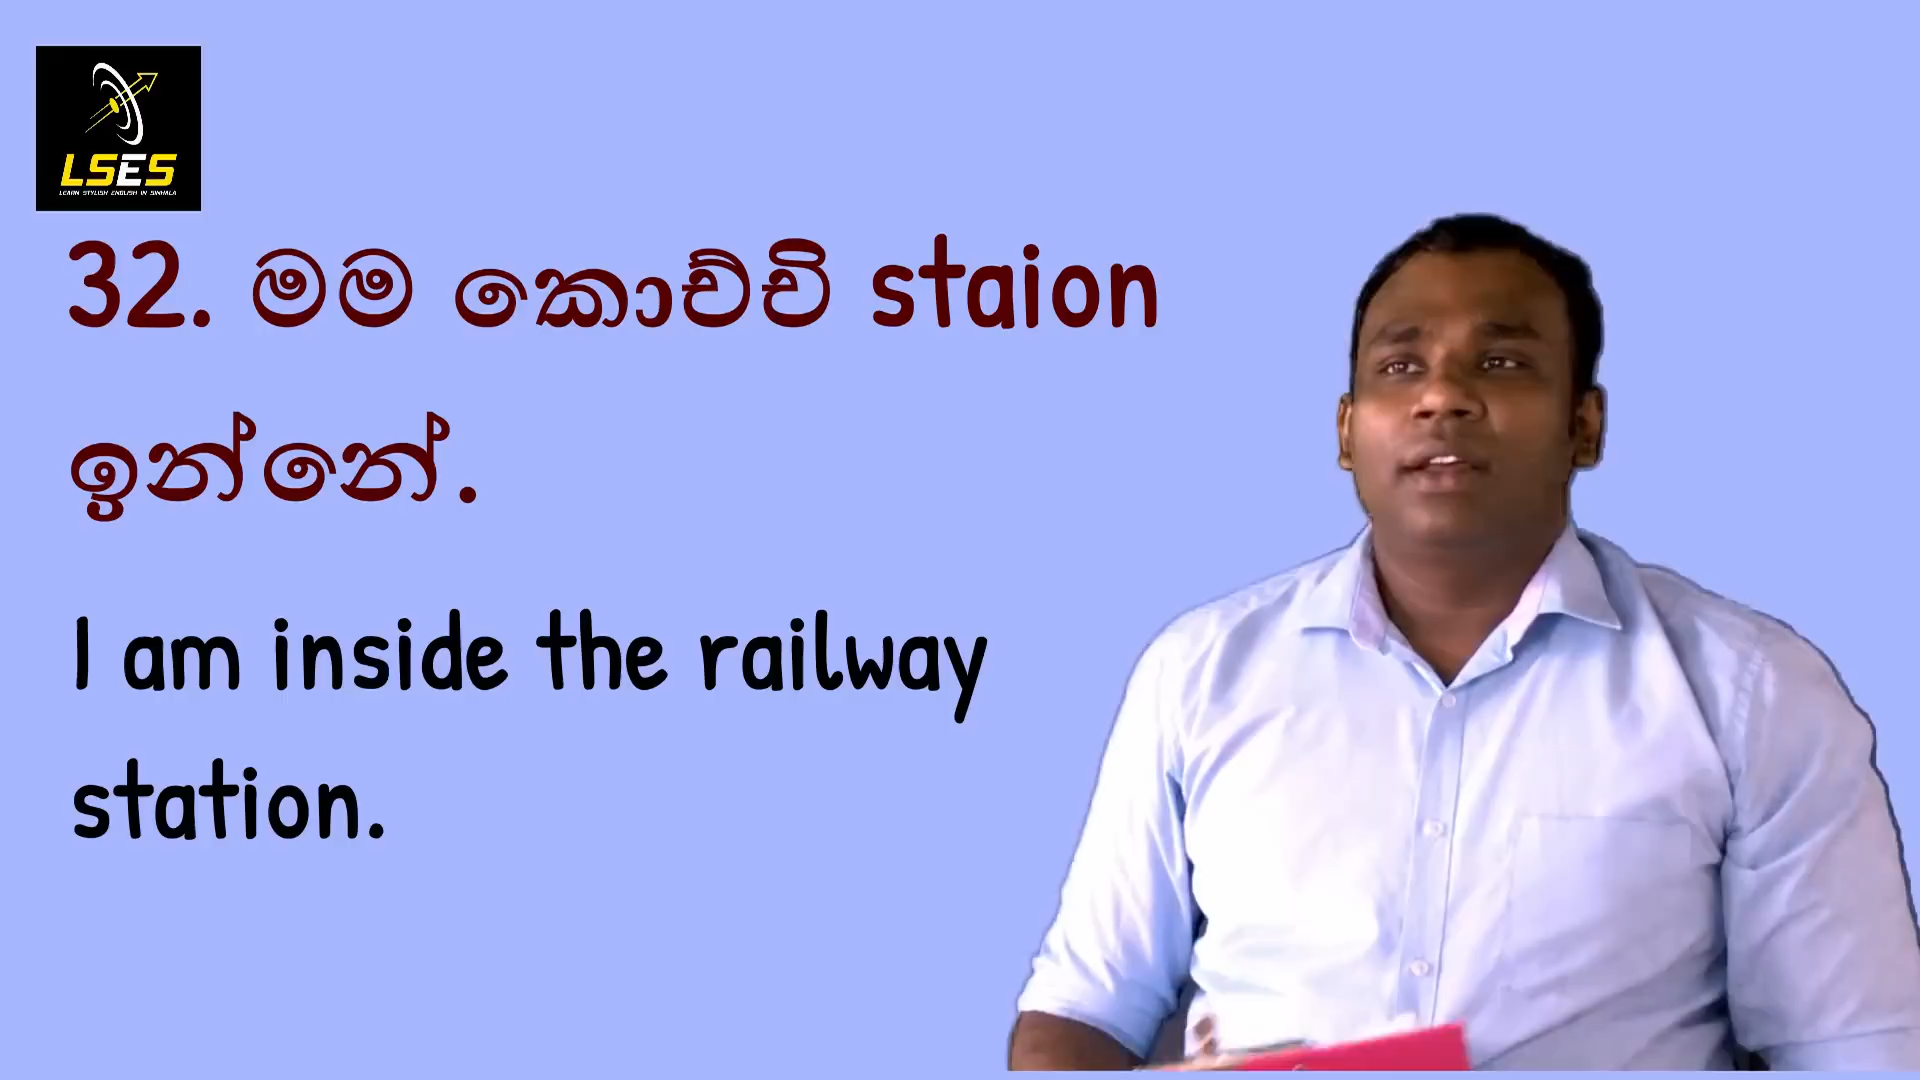 LSES
LEARN STYLISH ENGLISH IN SINHALA
32. මම කොච්චි staion
ඉන්නේ.
I am inside the railway
station.